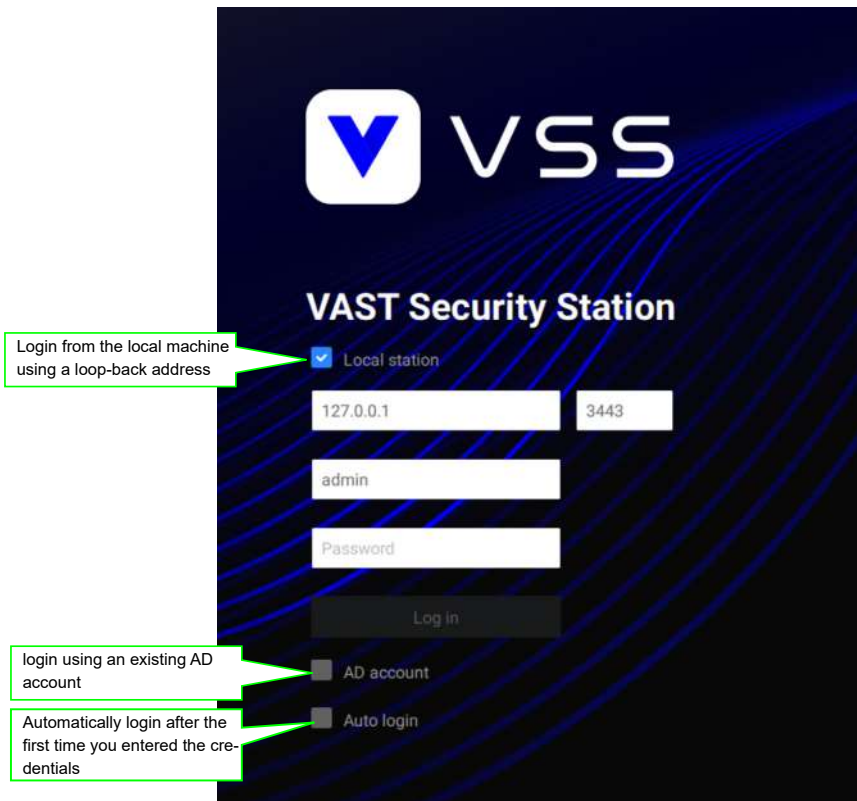 VSS
VAST Security Station
Login from the local machine
using a loop-back address
Local station
127.0.0.1 3443
admin
Password
Log in
login using an existing AD
account
AD account
Automatically login after the
first time you entered the cre-
dentials
Auto login